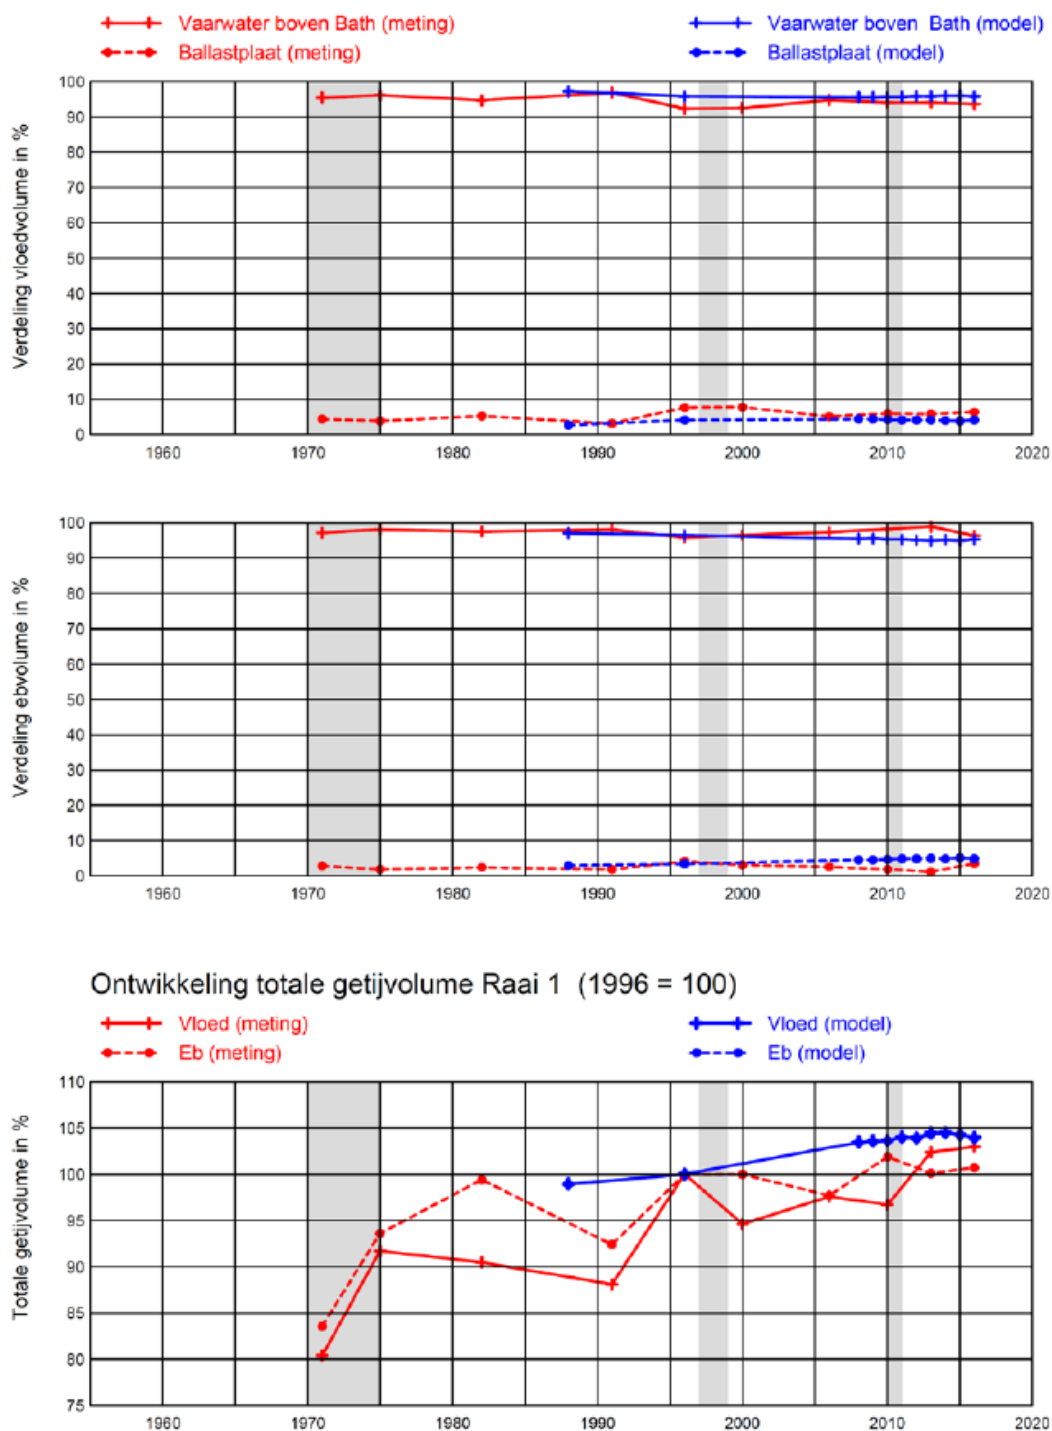 Vaarwater boven Bath (meting) Vaarwater boven Bath (model)
Ballastplaat (meting) Ballastplaat (model)
Verdeling vloedvolume in %
100
90
80
70
60
50
40
30
20
10
0
1960 1970 1980 1990 2000 2010 2020
Verdeling ebvolume in %
100
90
80
70
60
50
40
30
20
10
0
1960 1970 1980 1990 2000 2010 2020
Ontwikkeling totale getijvolume Raai 1 (1996 = 100)
Vloed (meting) Vloed (model)
Eb (meting) Eb (model)
Totale getijvolume in %
110
105
100
95
90
85
80
75
1960 1970 1980 1990 2000 2010 2020